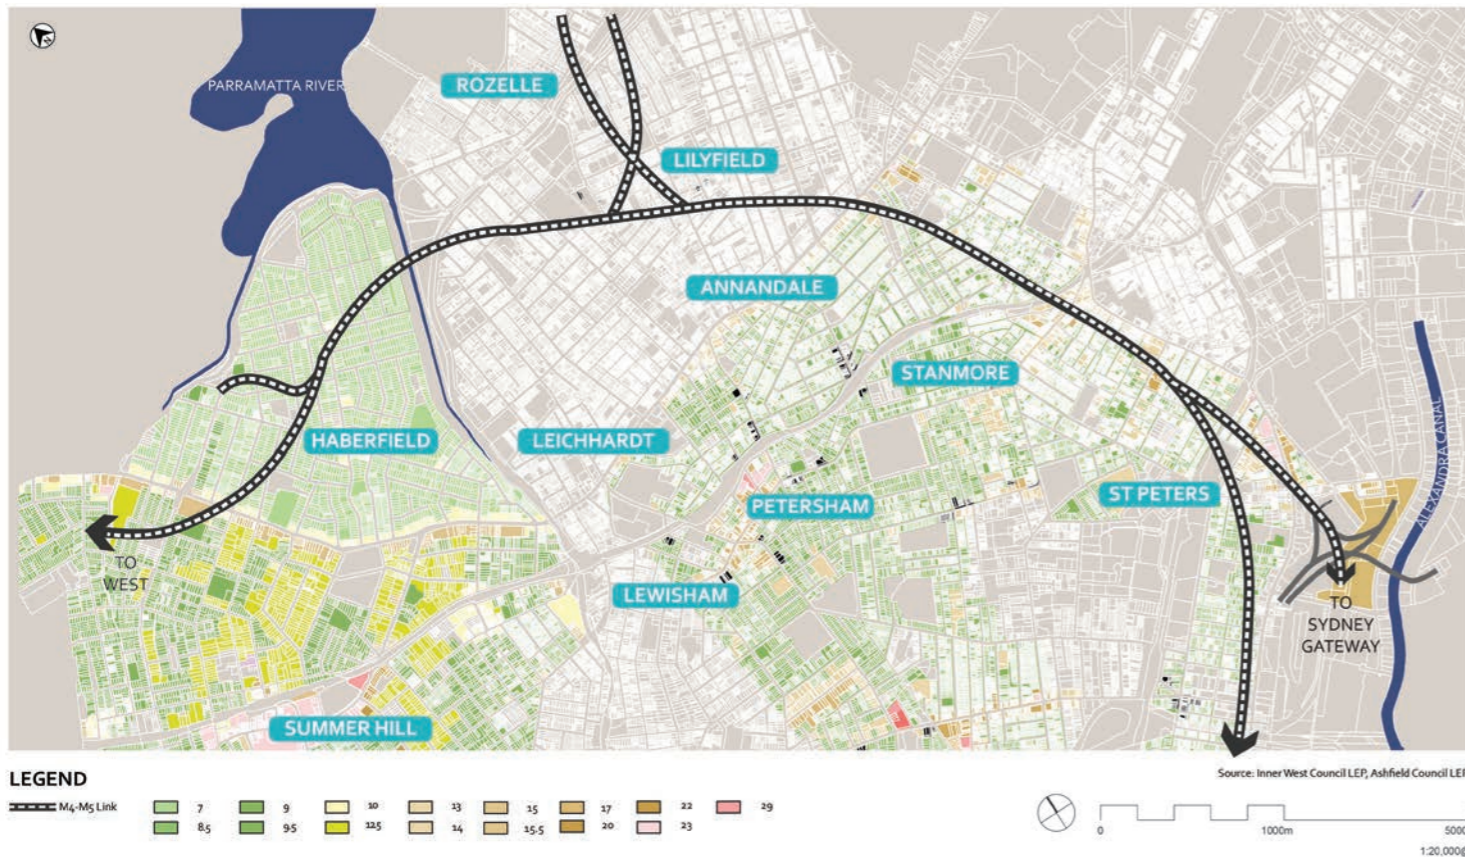 PARRAMATTA RIVER
ROZELLE
LILYFIELD
ANNANDALE
STANMORE
HABERFIELD
LEICHHARDT
ALEXANDRA CANAL
PETERSHAM
ST PETERS
TO
WEST
LEWISHAM
TO
SYDNEY
GATEWAY
SUMMER HILL
LEGEND
Source: Inner West Council LEP, Ashfield Council LEP
M4-M5 Link
7 9 10 13 15 17 22 29
8.5 9.5 12.5 14 15.5 20 23
0 1000m 5000
1:20,000@